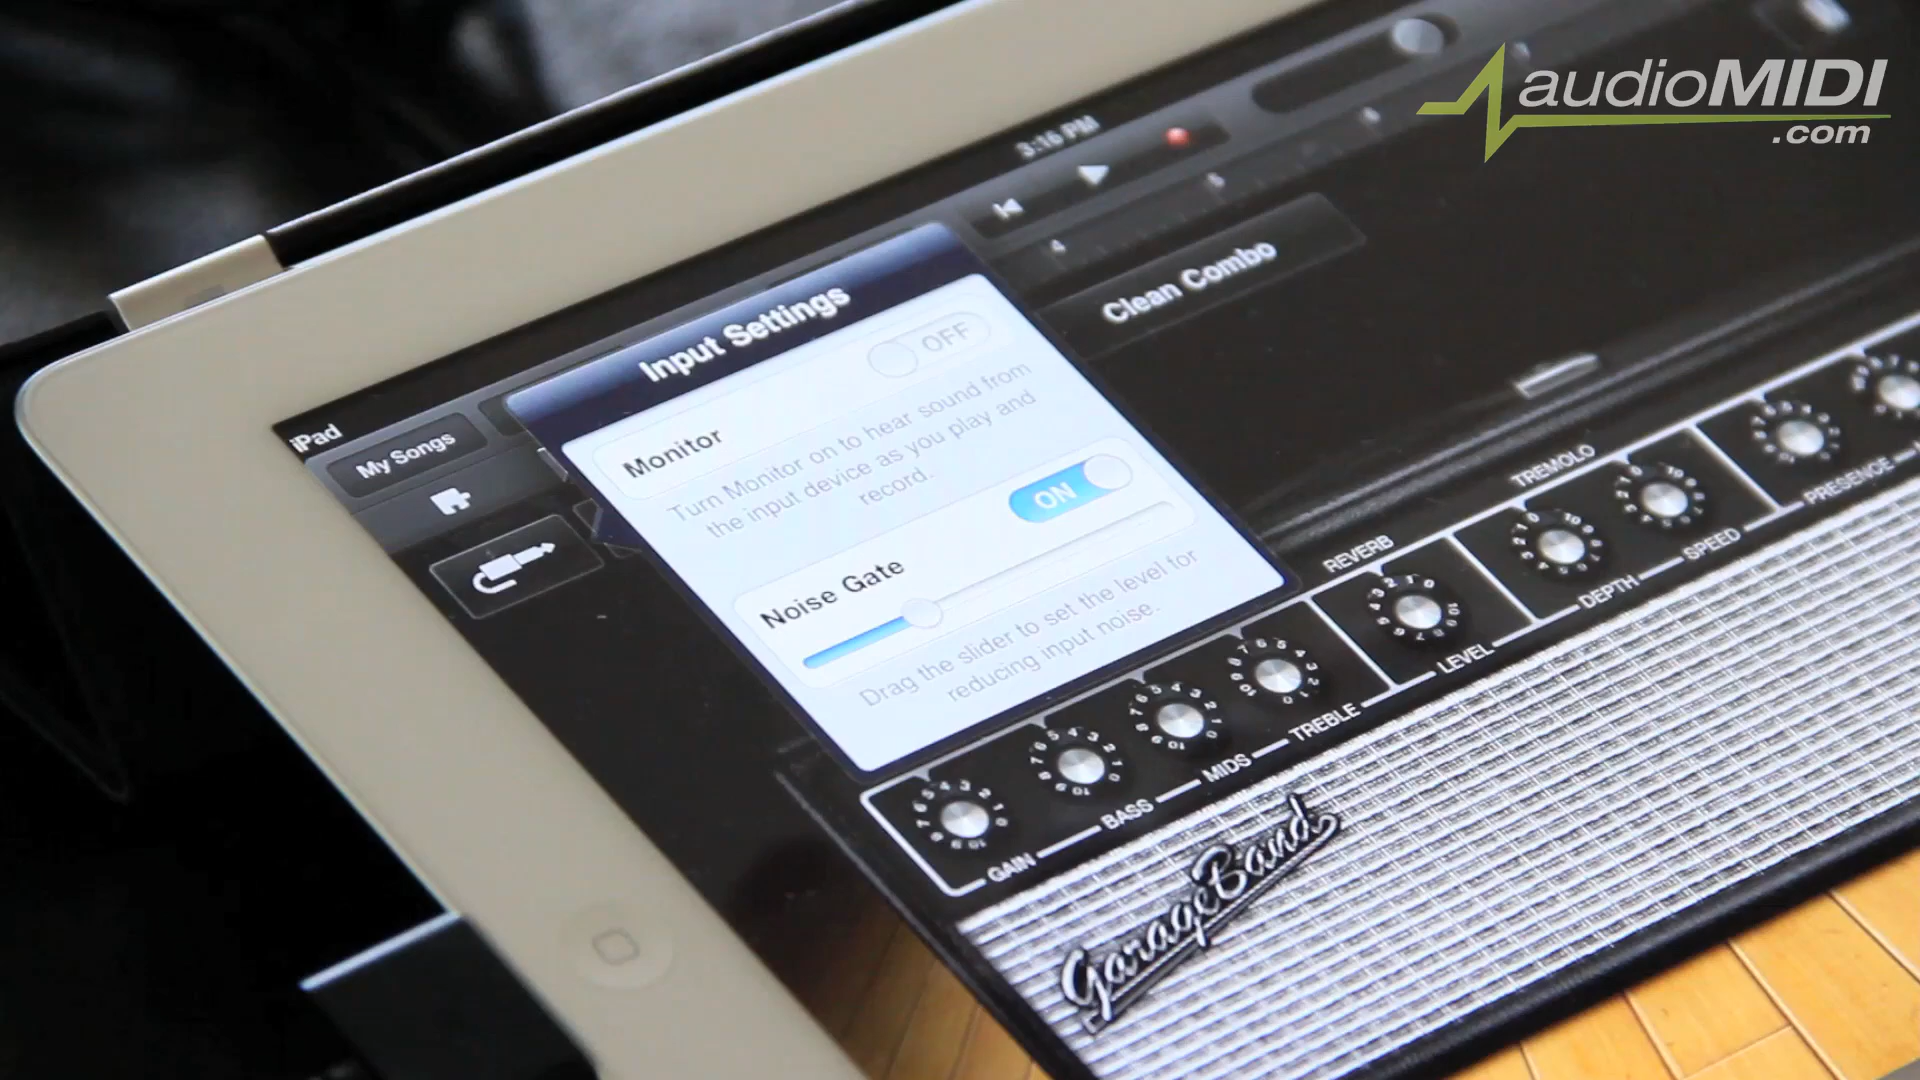 audioMIDI
.com
3:16 PM
iPad
My Songs
Input Settings
Clean Combo
Monitor
OFF
Turn Monitor on to hear sound from
the input device as you play and
record.
Noise Gate
ON
Drag the slider to set the level for
reducing input noise.
GAIN
BASS
MIDS
TREBLE
REVERB
LEVEL
TREMOLO
DEPTH
SPEED
PRESENCE
GarageBand